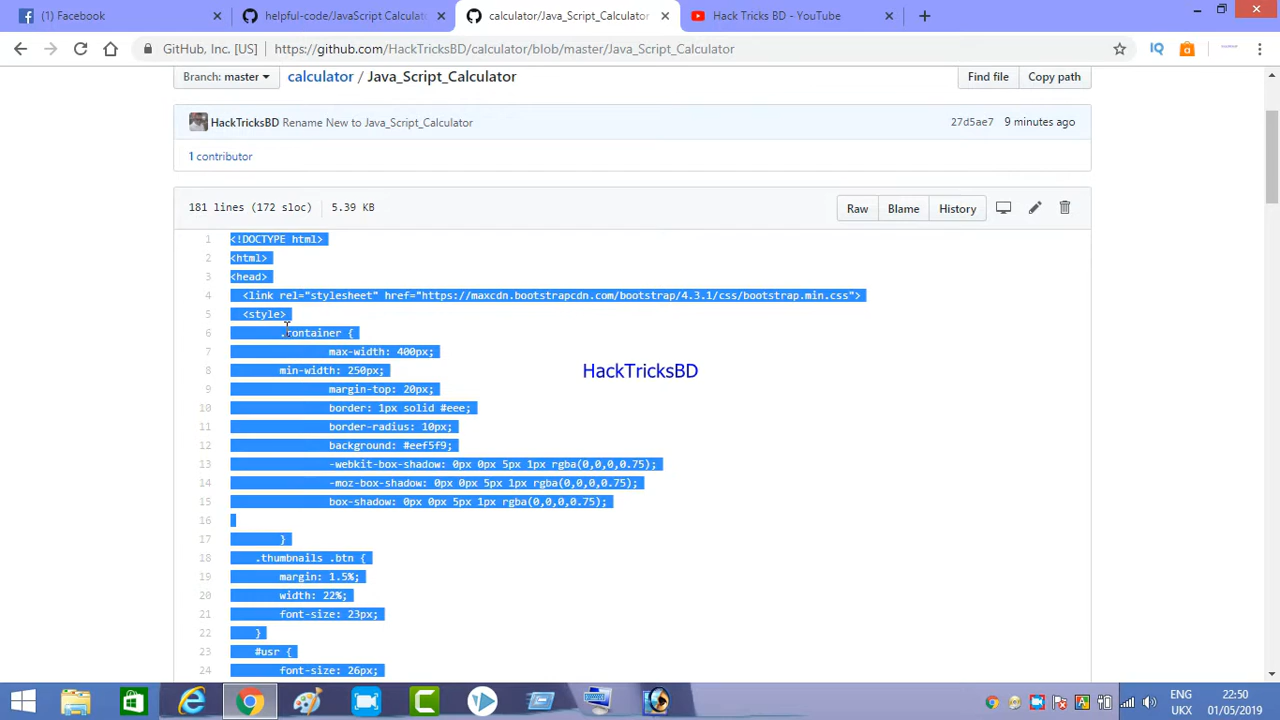 (1) Facebook
helpful-code/JavaScript Calculat
calculator/Java_Script_Calculator
Hack Tricks BD - YouTube
GitHub, Inc. [US] | https://github.com/HackTricksBD/calculator/blob/master/Java_Script_Calculator
IQ
Branch: master
calculator / Java_Script_Calculator
Find file
Copy path
HackTricksBD Rename New to Java_Script_Calculator
27d5ae7 9 minutes ago
1 contributor
181 lines (172 sloc) 5.39 KB
Raw
Blame
History
1 <!DOCTYPE html>
2 <html>
3 <head>
4 <link rel="stylesheet" href="https://maxcdn.bootstrapcdn.com/bootstrap/4.3.1/css/bootstrap.min.css">
5 <style>
6 .container {
7 max-width: 400px;
8 min-width: 250px;
9 margin-top: 20px;
10 border: 1px solid #eee;
11 border-radius: 10px;
12 background: #eef5f9;
13 -webkit-box-shadow: 0px 0px 5px 1px rgba(0,0,0,0.75);
14 -moz-box-shadow: 0px 0px 5px 1px rgba(0,0,0,0.75);
15 box-shadow: 0px 0px 5px 1px rgba(0,0,0,0.75);
16
17 }
18 .thumbnails .btn {
19 margin: 1.5%;
20 width: 22%;
21 font-size: 23px;
22 }
23 #usr {
24 font-size: 26px;
HackTricksBD
ENG
UKX
22:50
01/05/2019